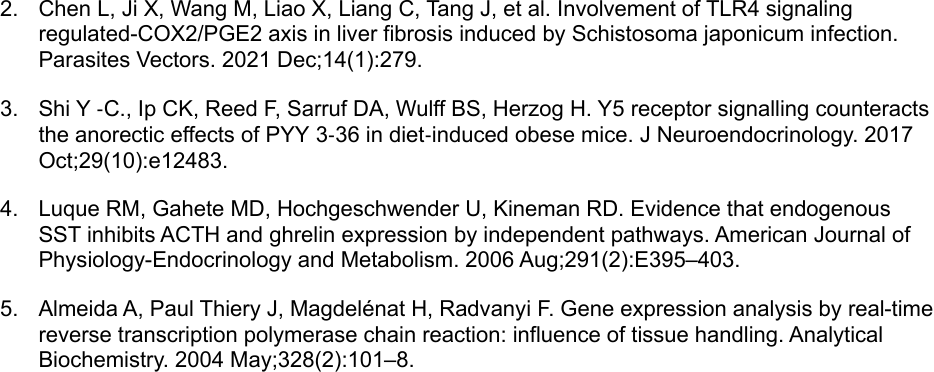 2. Chen L, Ji X, Wang M, Liao X, Liang C, Tang J, et al. Involvement of TLR4 signaling
regulated-COX2/PGE2 axis in liver fibrosis induced by Schistosoma japonicum infection.
Parasites Vectors. 2021 Dec;14(1):279.
3. Shi Y -C., Ip CK, Reed F, Sarruf DA, Wulff BS, Herzog H. Y5 receptor signalling counteracts
the anorectic effects of PYY 3-36 in diet-induced obese mice. J Neuroendocrinology. 2017
Oct;29(10):e12483.
4. Luque RM, Gahete MD, Hochgeschwender U, Kineman RD. Evidence that endogenous
SST inhibits ACTH and ghrelin expression by independent pathways. American Journal of
Physiology-Endocrinology and Metabolism. 2006 Aug;291(2):E395–403.
5. Almeida A, Paul Thiery J, Magdelénat H, Radvanyi F. Gene expression analysis by real-time
reverse transcription polymerase chain reaction: influence of tissue handling. Analytical
Biochemistry. 2004 May;328(2):101–8.